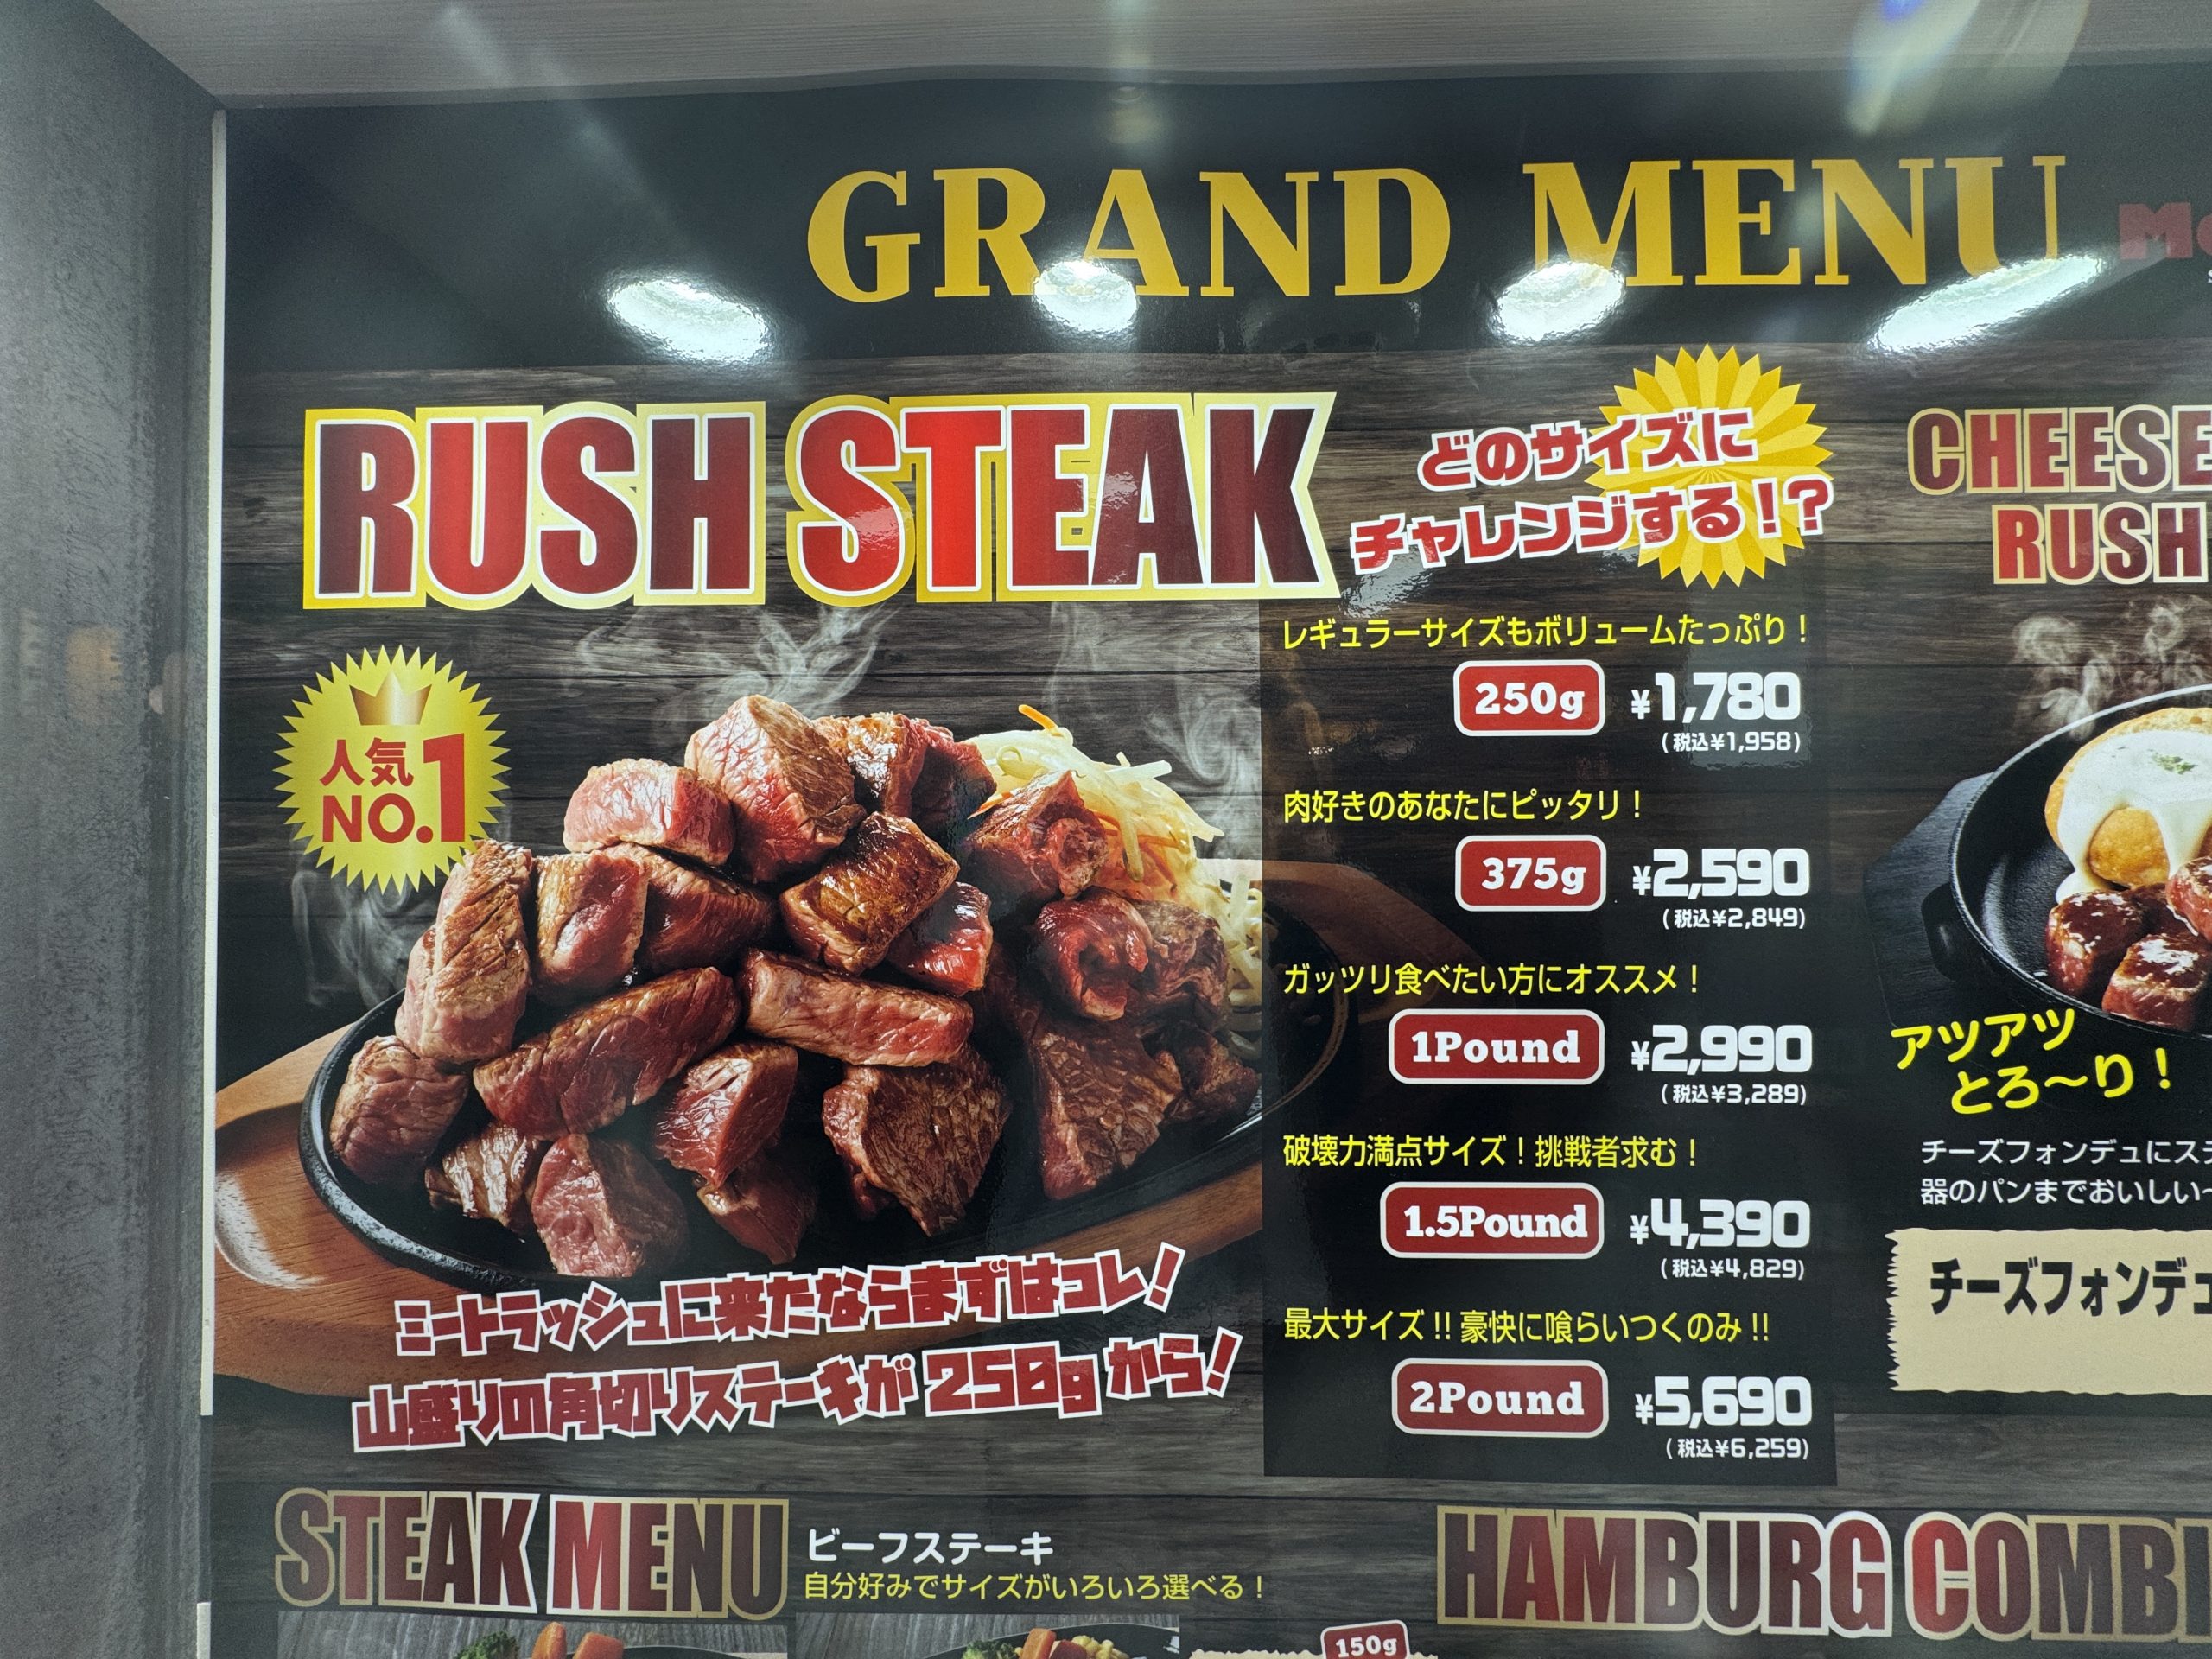 GRAND MENU
RUSH STEAK
どのサイズに
チャレンジする!?
人気
NO.1
レギュラーサイズもボリュームたっぷり！
250g ¥1,780
(税込¥1,958)
肉好きのあなたにピッタリ！
375g ¥2,590
(税込¥2,849)
ガッツリ食べたい方にオススメ！
1Pound ¥2,990
(税込¥3,289)
破壊力満点サイズ！挑戦者求む！
1.5Pound ¥4,390
(税込¥4,829)
最大サイズ!!豪快に喰らいつくのみ!!
2Pound ¥5,690
(税込¥6,259)
ミートラッシュに来たならまずはコレ！
山盛りの角切りステーキが250gから！
CHEESE
RUSH
アツアツ
とろ～り！
チーズフォンデュにステ
器のパンまでおいしい
チーズフォンデュ
STEAK MENU
ビーフステーキ
自分好みでサイズがいろいろ選べる！
150g
HAMBURG COMBI